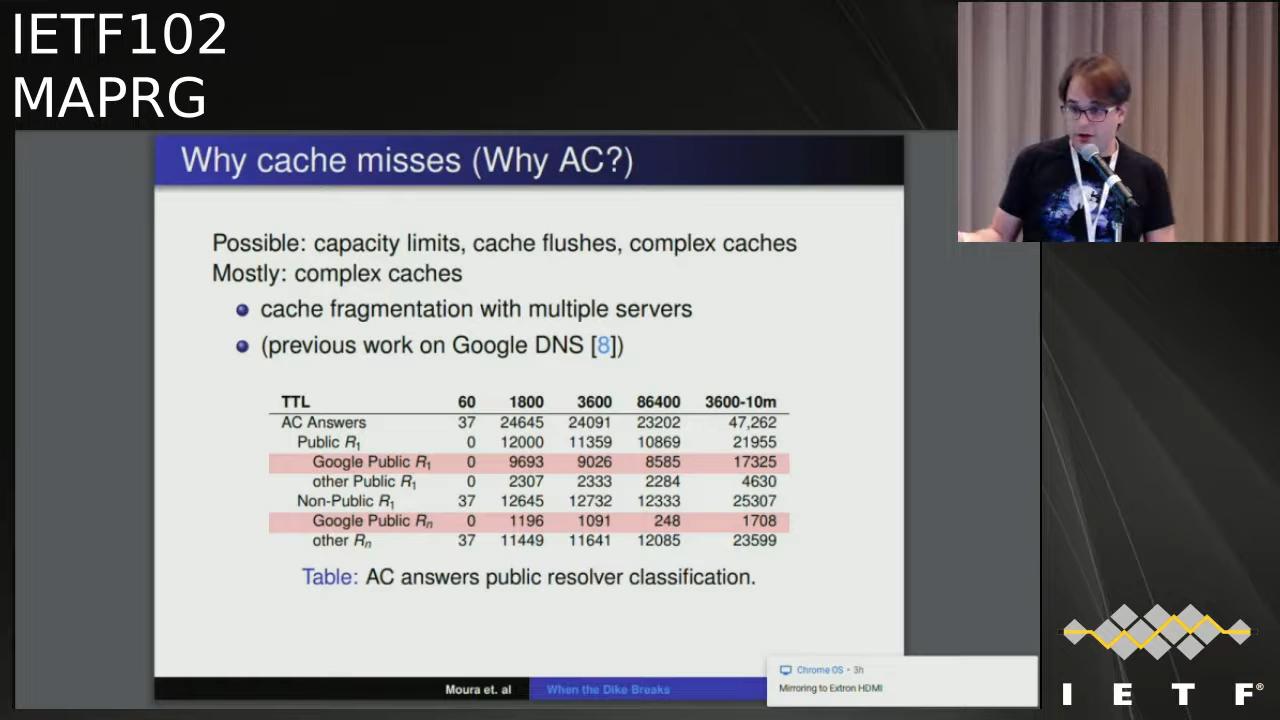 IETF102
MAPRG
Why cache misses (Why AC?)
Possible: capacity limits, cache flushes, complex caches
Mostly: complex caches
cache fragmentation with multiple servers
(previous work on Google DNS [8])
TTL 60 1800 3600 86400 3600-10m
AC Answers 37 24645 24091 23202 47,262
Public R1 0 12000 11359 10869 21955
Google Public R1 0 9693 9026 8585 17325
other Public R1 0 2307 2333 2284 4630
Non-Public R1 37 12645 12732 12333 25307
Google Public Rn 0 1196 1091 248 1708
other Rn 37 11449 11641 12085 23599
Table: AC answers public resolver classification.
Moura et. al When the Dike Breaks
Chrome OS • 3h
Mirroring to Extron HDMI
I E T F®